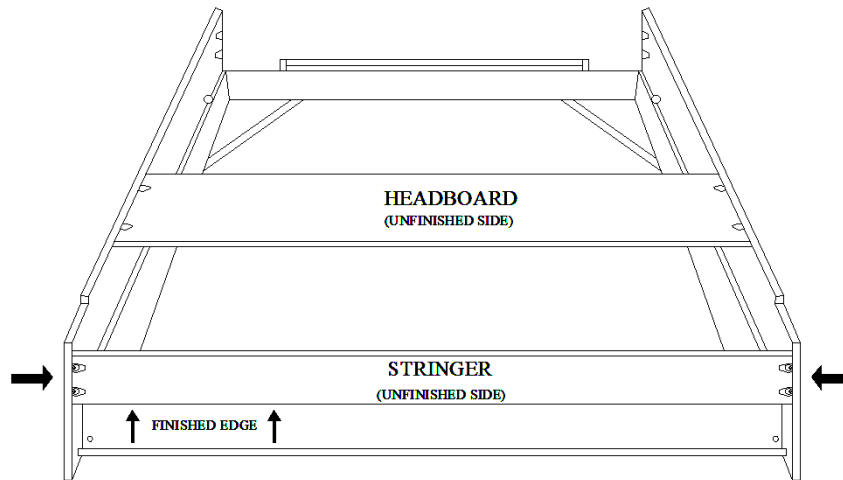 HEADBOARD
(UNFINISHED SIDE)
STRINGER
(UNFINISHED SIDE)
FINISHED EDGE